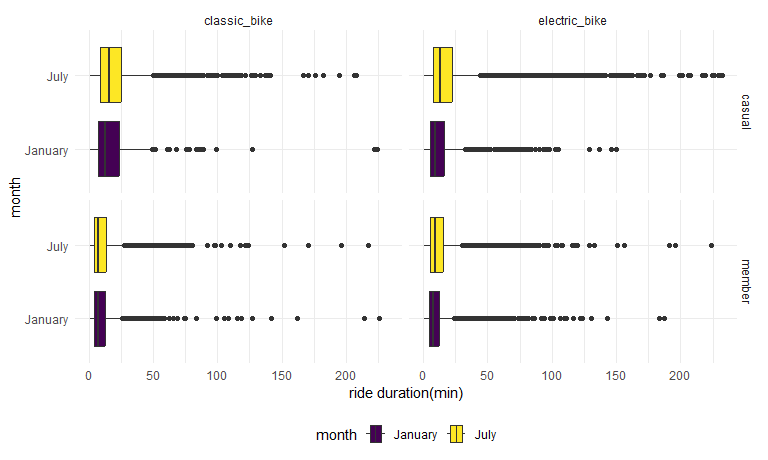 classic_bike electric_bike
July
January
casual
month
July
January
member
0 50 100 150 200 0 50 100 150 200
ride duration(min)
month January July